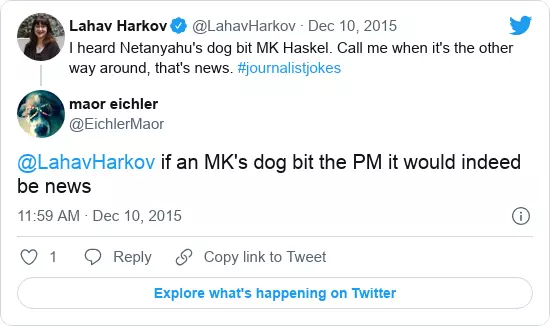 Lahav Harkov @LahavHarkov · Dec 10, 2015
I heard Netanyahu's dog bit MK Haskel. Call me when it's the other
way around, that's news. #journalistjokes
maor eichler
@EichlerMaor
@LahavHarkov if an MK's dog bit the PM it would indeed
be news
11:59 AM · Dec 10, 2015
1 Reply Copy link to Tweet
Explore what's happening on Twitter